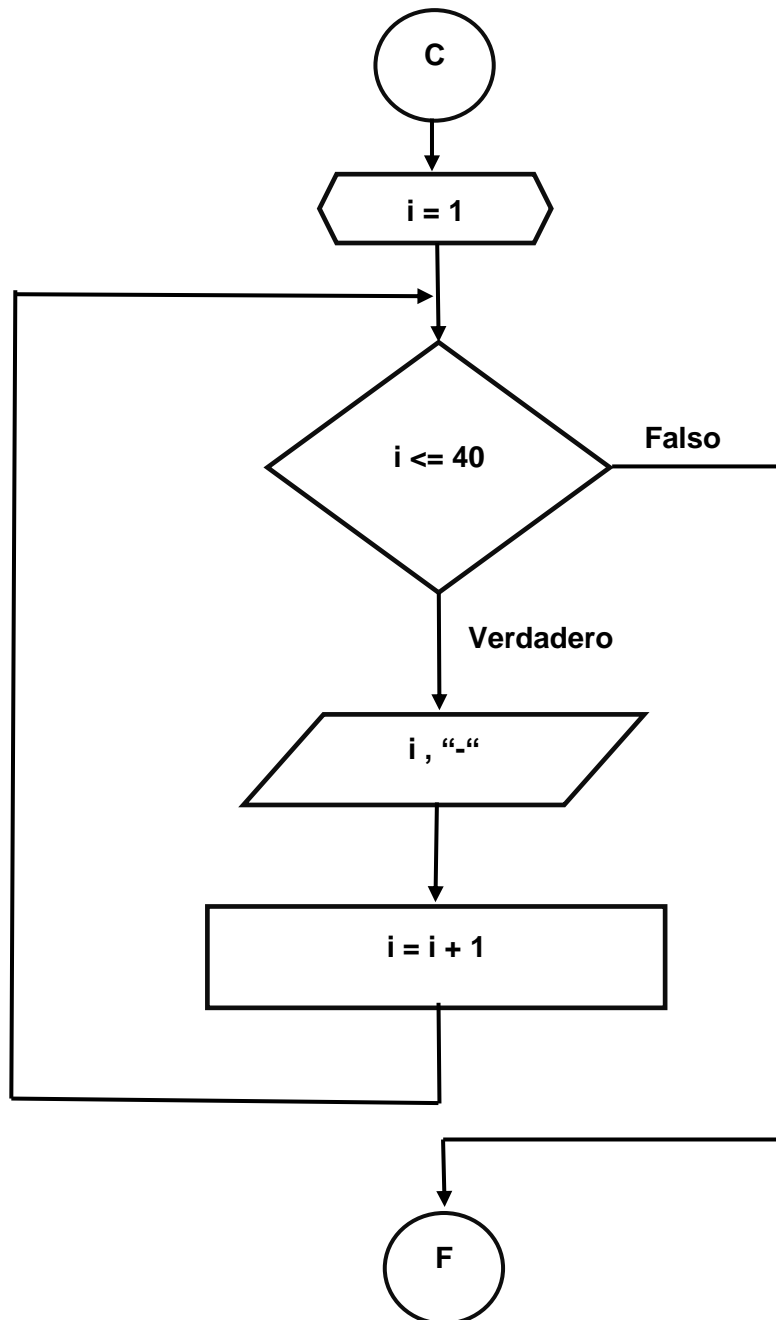 C
i = 1
i <= 40
Falso
Verdadero
i , “-“
i = i + 1
F